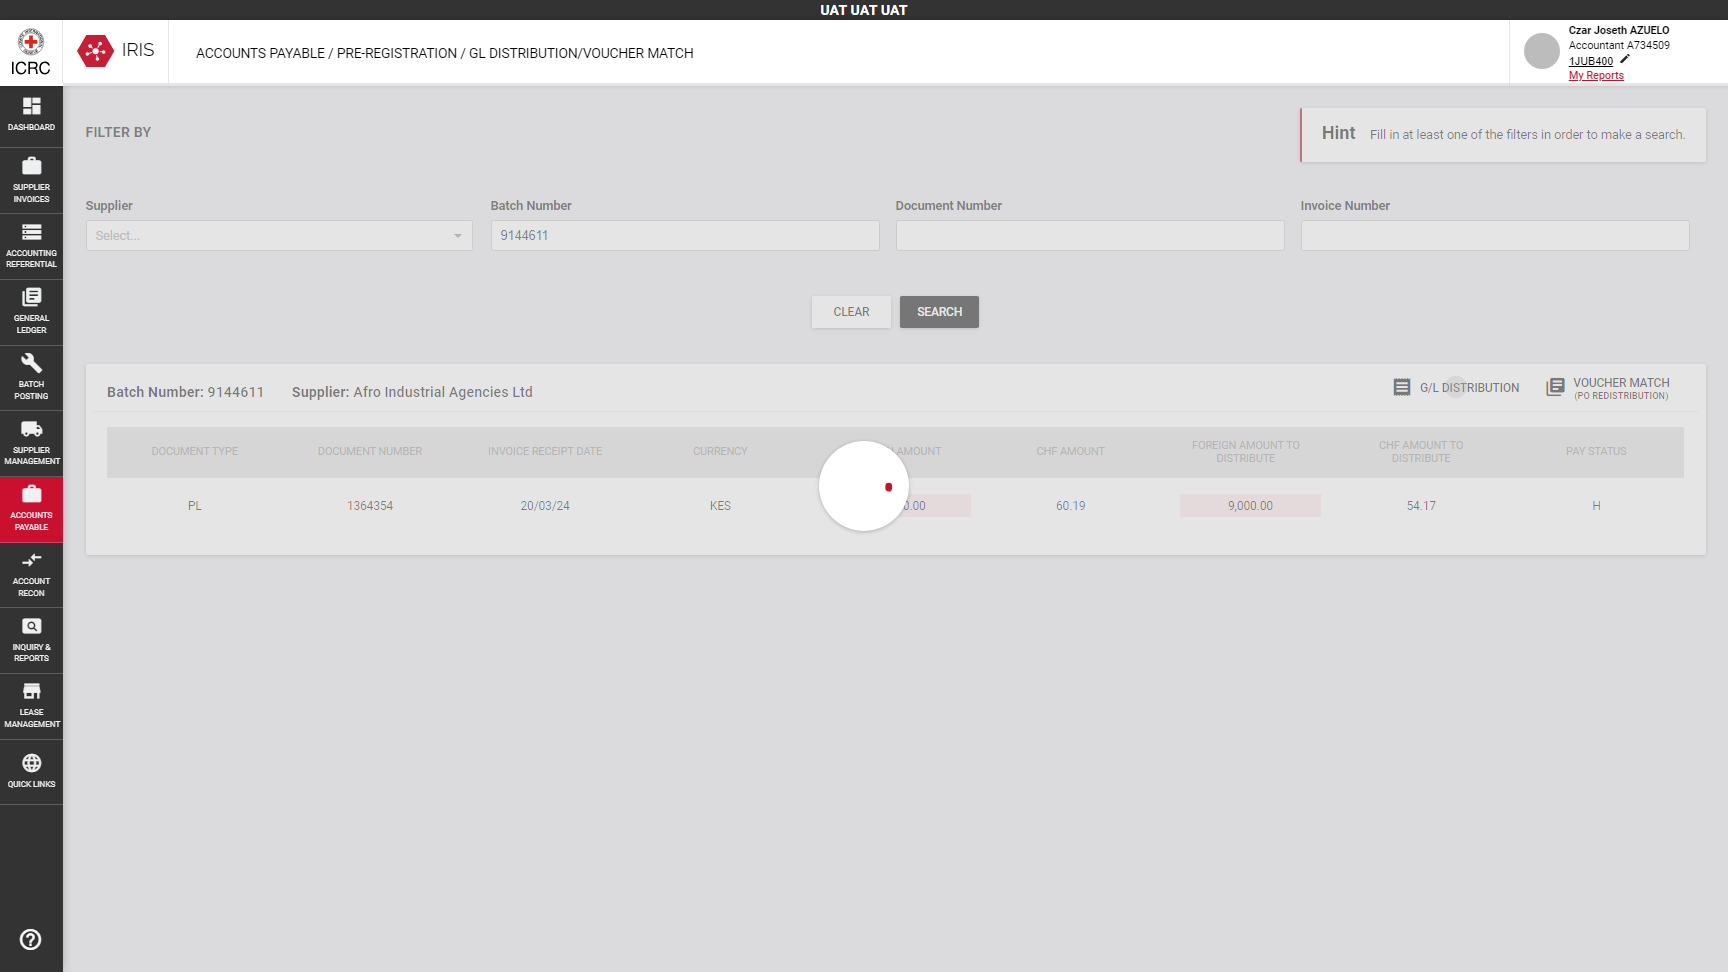 UAT UAT UAT
ICRC
IRIS
ACCOUNTS PAYABLE / PRE-REGISTRATION / GL DISTRIBUTION/VOUCHER MATCH
Czar Joseth AZUELO
Accountant A734509
1JUB400
My Reports
DASHBOARD
SUPPLIER
INVOICES
ACCOUNTING
REFERENTIAL
GENERAL
LEDGER
BATCH
POSTING
SUPPLIER
MANAGEMENT
ACCOUNTS
PAYABLE
ACCOUNT
RECON
INQUIRY &
REPORTS
LEASE
MANAGEMENT
QUICK LINKS
FILTER BY
Hint Fill in at least one of the filters in order to make a search.
Supplier
Select...
Batch Number
9144611
Document Number
Invoice Number
CLEAR
SEARCH
Batch Number: 9144611
Supplier: Afro Industrial Agencies Ltd
G/L DISTRIBUTION
VOUCHER MATCH
(PO REDISTRIBUTION)
DOCUMENT TYPE
DOCUMENT NUMBER
INVOICE RECEIPT DATE
CURRENCY
AMOUNT
CHF AMOUNT
FOREIGN AMOUNT TO
DISTRIBUTE
CHF AMOUNT TO
DISTRIBUTE
PAY STATUS
PL
1364354
20/03/24
KES
60.19
9,000.00
54.17
H